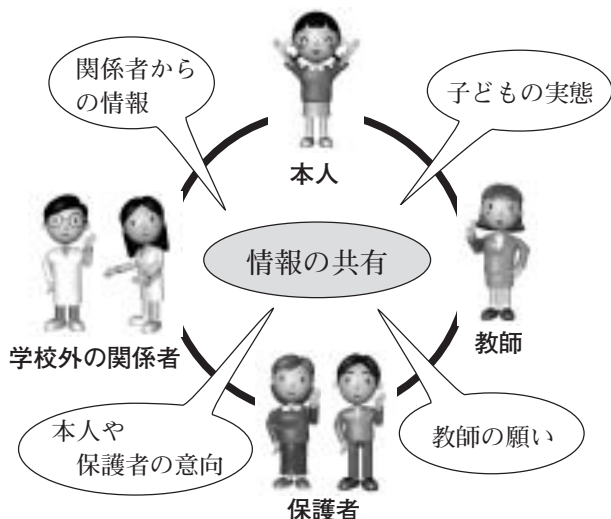 関係者から
の情報
子どもの実態
本人
情報の共有
学校外の関係者
教師
本人や
保護者の意向
教師の願い
保護者